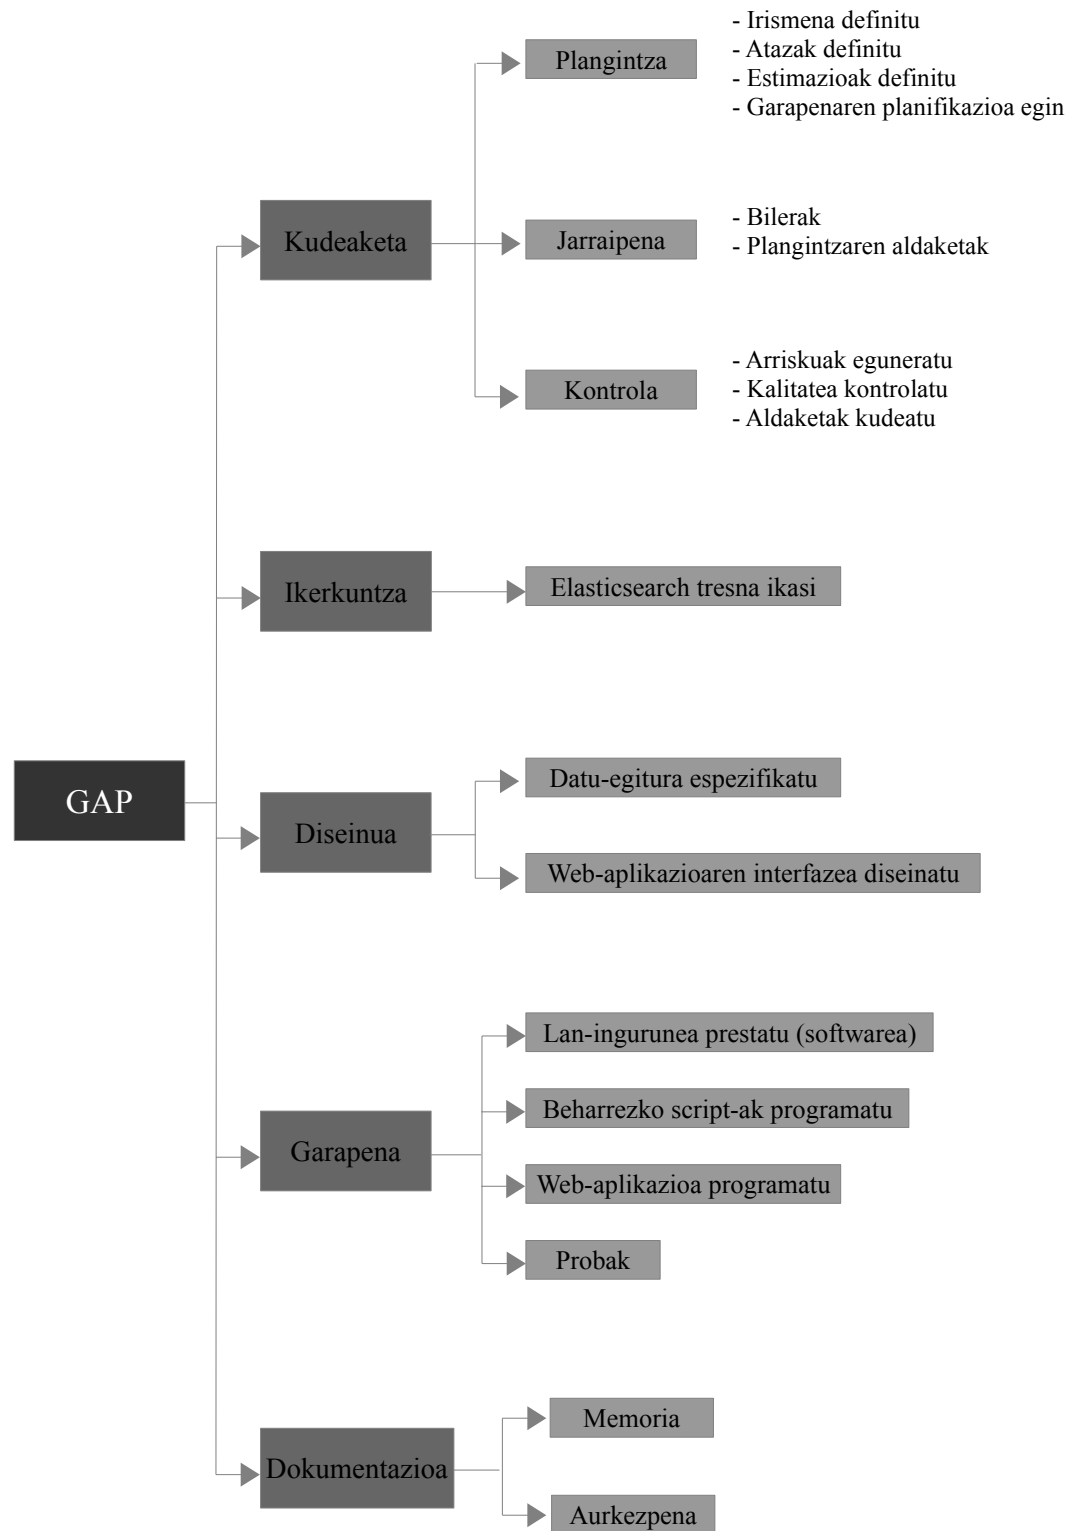 - Irismena definitu
- Atazak definitu
- Estimazioak definitu
- Garapenaren planifikazioa egin
Plangintza
- Bilerak
- Plangintzaren aldaketak
Kudeaketa
Jarraipena
- Arriskuak eguneratu
- Kalitatea kontrolatu
- Aldaketak kudeatu
Kontrola
Ikerkuntza
Elasticsearch tresna ikasi
GAP
Diseinua
Datu-egitura espezifikatu
Web-aplikazioaren interfazea diseinatu
Garapena
Lan-ingurunea prestatu (softwarea)
Beharrezko script-ak programatu
Web-aplikazioa programatu
Probak
Dokumentazioa
Memoria
Aurkezpena